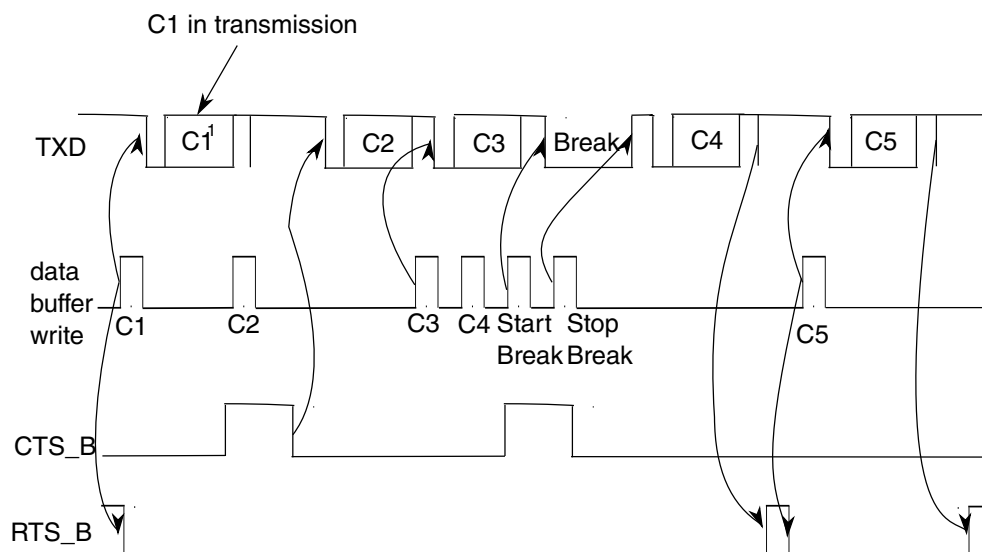 C1 in transmission
TXD
C1 1
C2
C3
Break
C4
C5
data
buffer
write
C1
C2
C3
C4
Start
Break
Stop
Break
C5
CTS_B
RTS_B